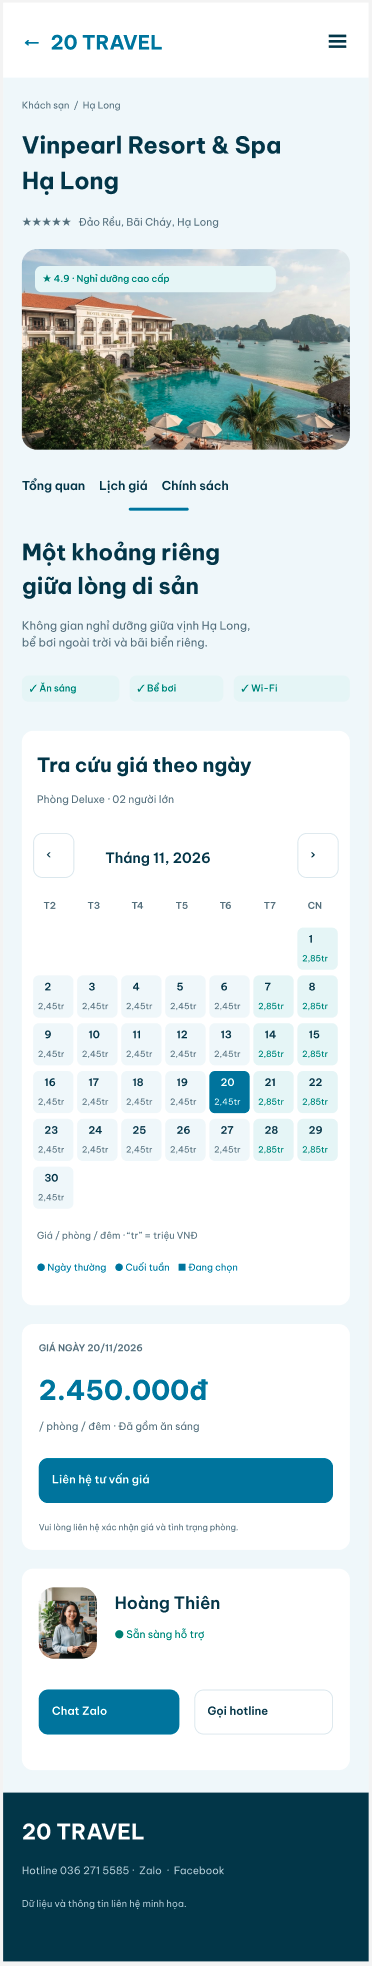 ← 20 TRAVEL
Khách sạn / Hạ Long
Vinpearl Resort & Spa
Hạ Long
★★★★★ Đảo Rều, Bãi Cháy, Hạ Long
★ 4.9 · Nghỉ dưỡng cao cấp
Tổng quan Lịch giá Chính sách
Một khoảng riêng
giữa lòng di sản
Không gian nghỉ dưỡng giữa vịnh Hạ Long,
bể bơi ngoài trời và bãi biển riêng.
✓ Ăn sáng ✓ Bể bơi ✓ Wi-Fi
Tra cứu giá theo ngày
Phòng Deluxe · 02 người lớn
‹ Tháng 11, 2026 ›
T2 T3 T4 T5 T6 T7 CN
1
2,85tr
2 3 4 5 6 7 8
2,45tr 2,45tr 2,45tr 2,45tr 2,45tr 2,85tr 2,85tr
9 10 11 12 13 14 15
2,45tr 2,45tr 2,45tr 2,45tr 2,45tr 2,85tr 2,85tr
16 17 18 19 20 21 22
2,45tr 2,45tr 2,45tr 2,45tr 2,45tr 2,85tr 2,85tr
23 24 25 26 27 28 29
2,45tr 2,45tr 2,45tr 2,45tr 2,45tr 2,85tr 2,85tr
30
2,45tr
Giá / phòng / đêm · “tr” = triệu VNĐ
● Ngày thường ● Cuối tuần ■ Đang chọn
GIÁ NGÀY 20/11/2026
2.450.000đ
/ phòng / đêm · Đã gồm ăn sáng
Liên hệ tư vấn giá
Vui lòng liên hệ xác nhận giá và tình trạng phòng.
Hoàng Thiên
● Sẵn sàng hỗ trợ
Chat Zalo Gọi hotline
20 TRAVEL
Hotline 036 271 5585 · Zalo · Facebook
Dữ liệu và thông tin liên hệ minh họa.